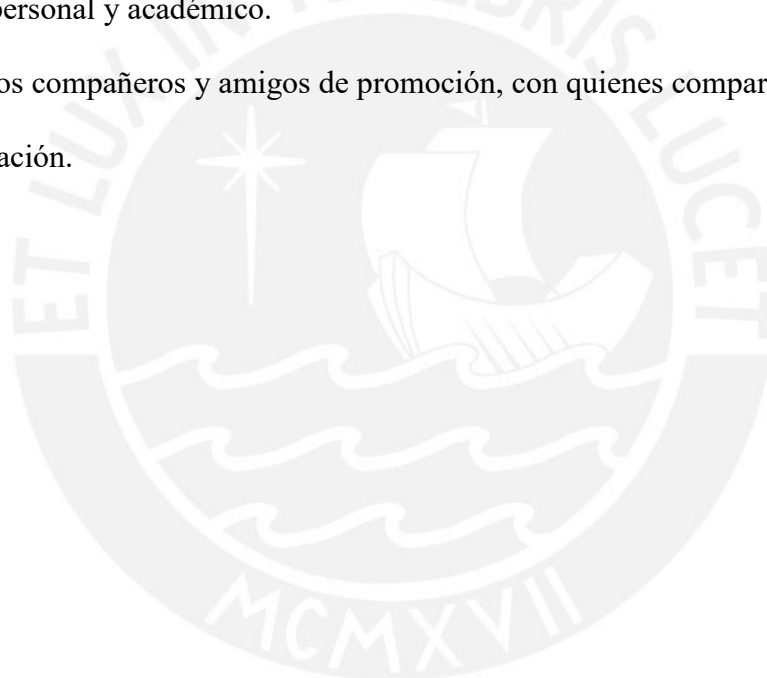 personal y académico.
os compañeros y amigos de promoción, con quienes compar
ación.
ET LUX IN TENEBRIS LUCET
MCMXVII